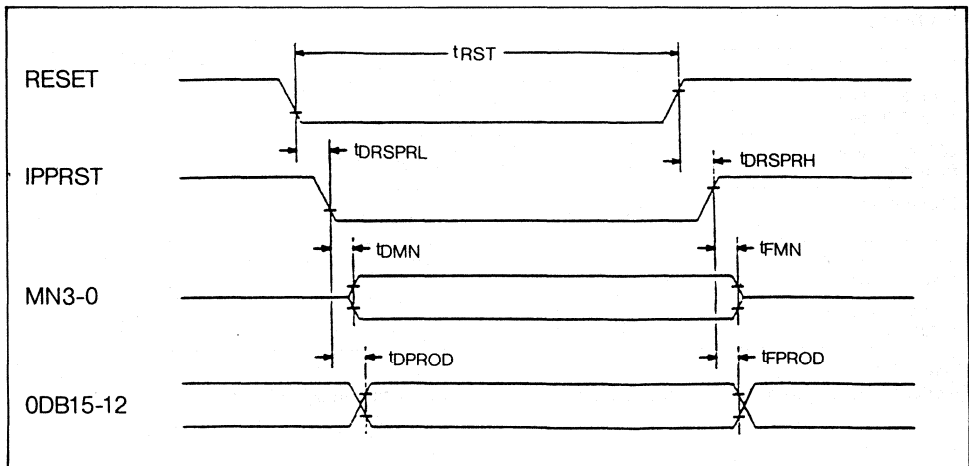 tRST
RESET
tDRSPRL
tDRSPRH
IPPRST
tDMN
tFMN
MN3-0
tDPROD
tFPROD
0DB15-12